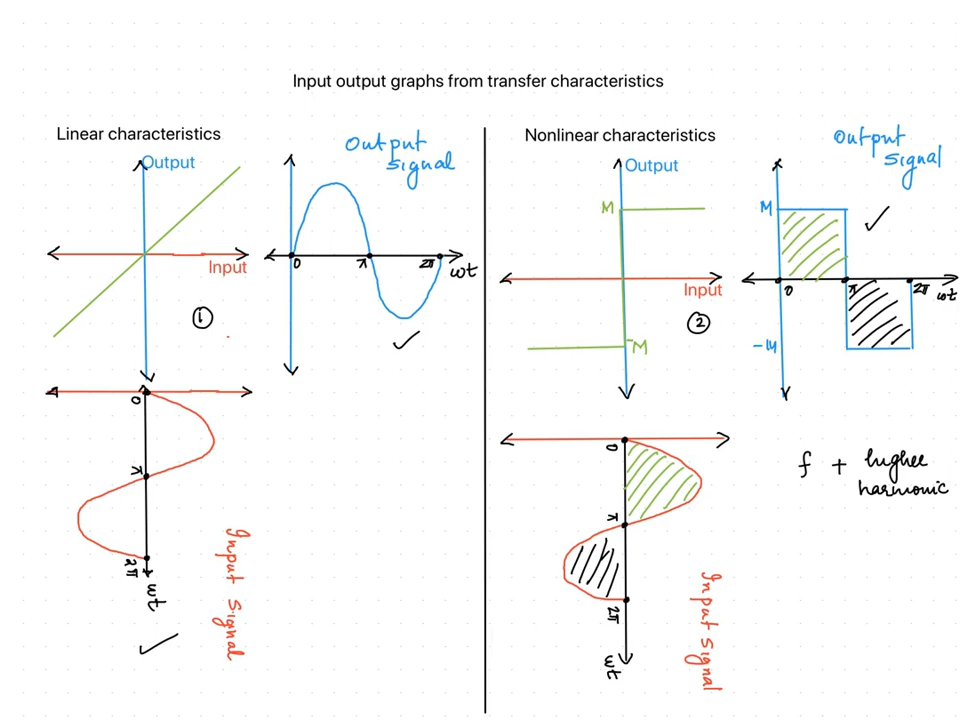 Input output graphs from transfer characteristics
Linear characteristics
Output
Input
①
Output
signal
0
π
2π
ωt
0
π
2π
ωt
Input signal
Nonlinear characteristics
Output
M
Input
-M
②
Output
signal
M
0
π
2π
ωt
-M
0
π
2π
ωt
Input signal
f + higher
harmonic